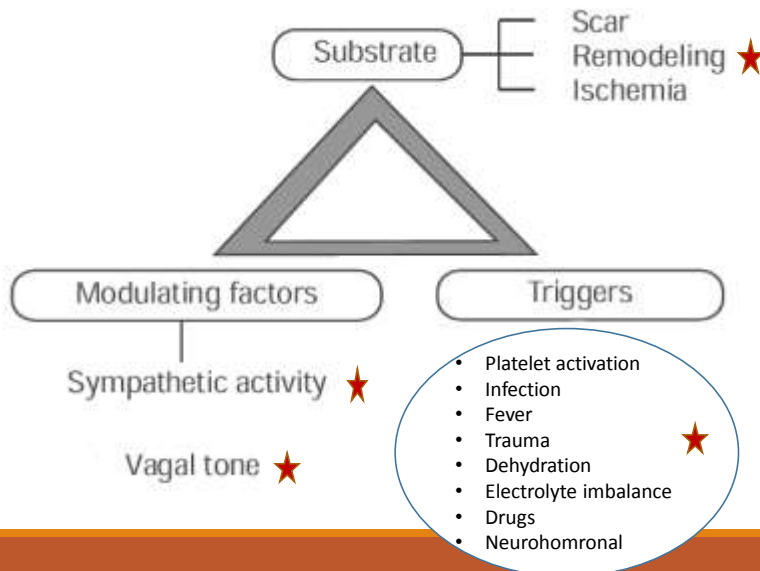 Substrate
Scar
Remodeling
Ischemia
Modulating factors
Sympathetic activity
Vagal tone
Triggers
• Platelet activation
• Infection
• Fever
• Trauma
• Dehydration
• Electrolyte imbalance
• Drugs
• Neurohomronal